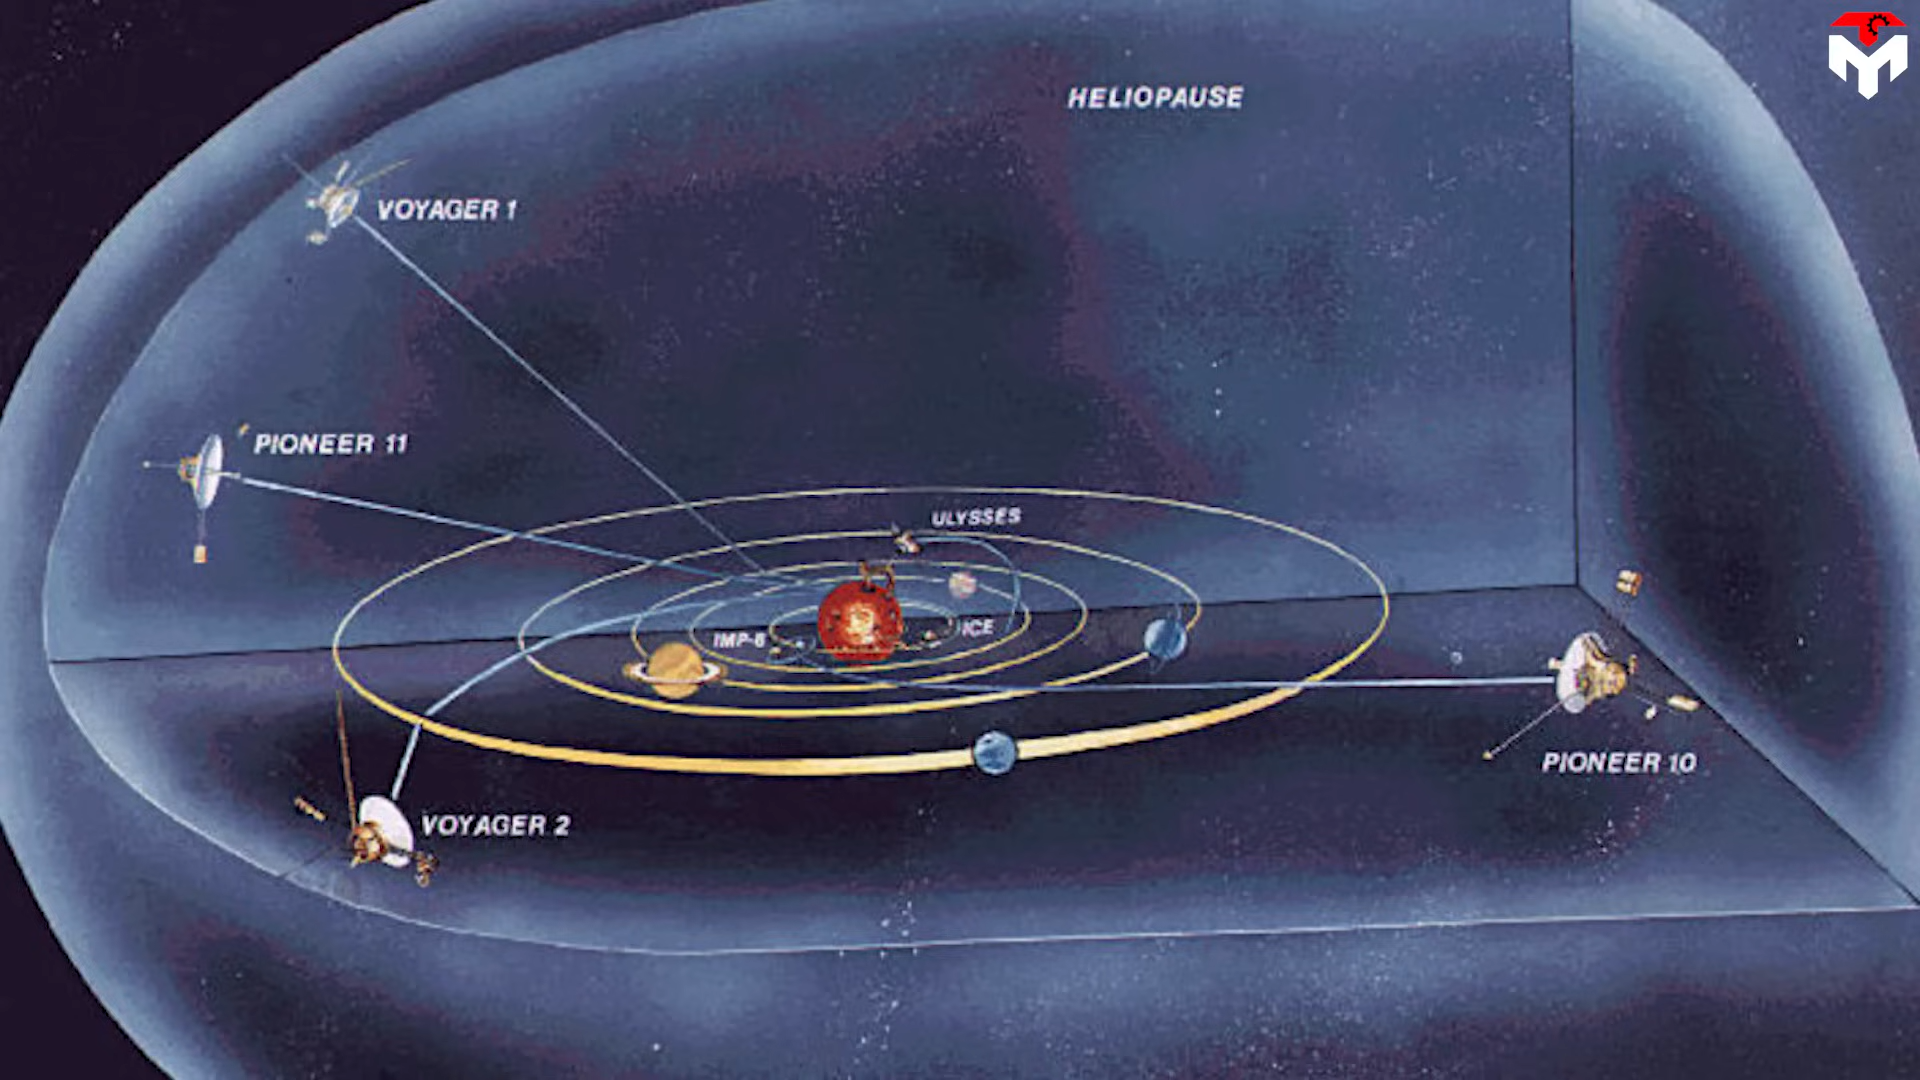 HELIOPAUSE
VOYAGER 1
PIONEER 11
ULYSSES
IMP-8
ICE
PIONEER 10
VOYAGER 2